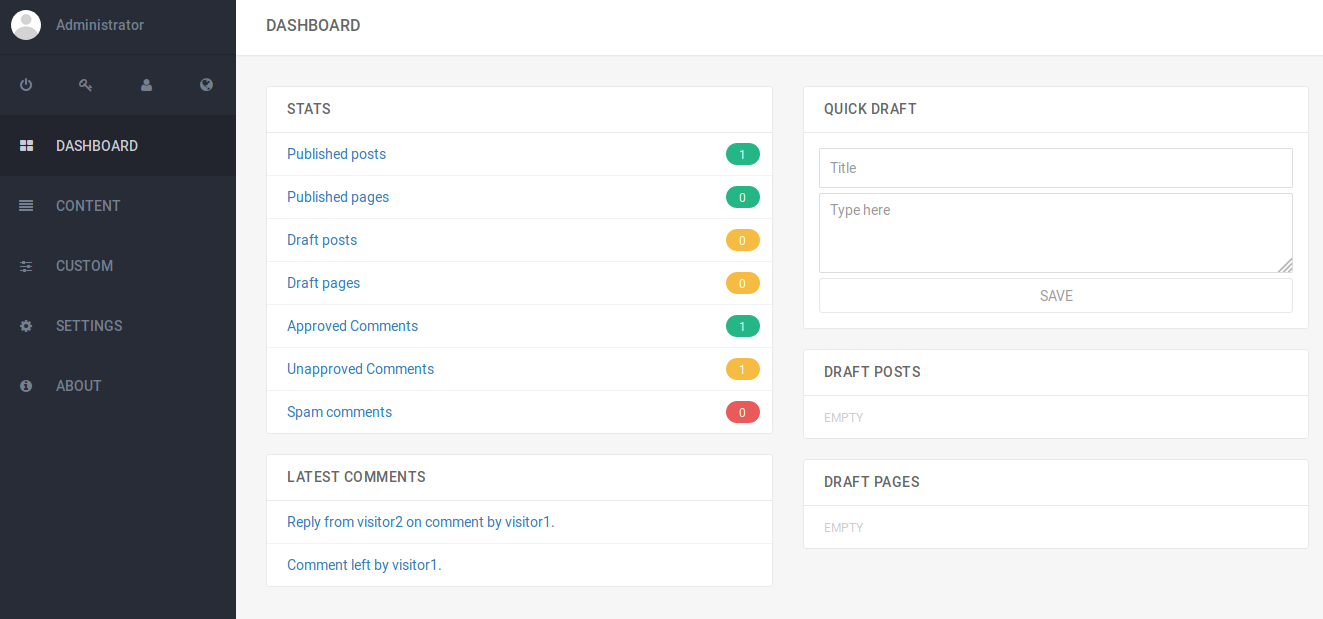 Administrator
DASHBOARD
CONTENT
CUSTOM
SETTINGS
ABOUT
DASHBOARD
STATS
Published posts 1
Published pages 0
Draft posts 0
Draft pages 0
Approved Comments 1
Unapproved Comments 1
Spam comments 0
LATEST COMMENTS
Reply from visitor2 on comment by visitor1.
Comment left by visitor1.
QUICK DRAFT
Title
Type here
SAVE
DRAFT POSTS
EMPTY
DRAFT PAGES
EMPTY